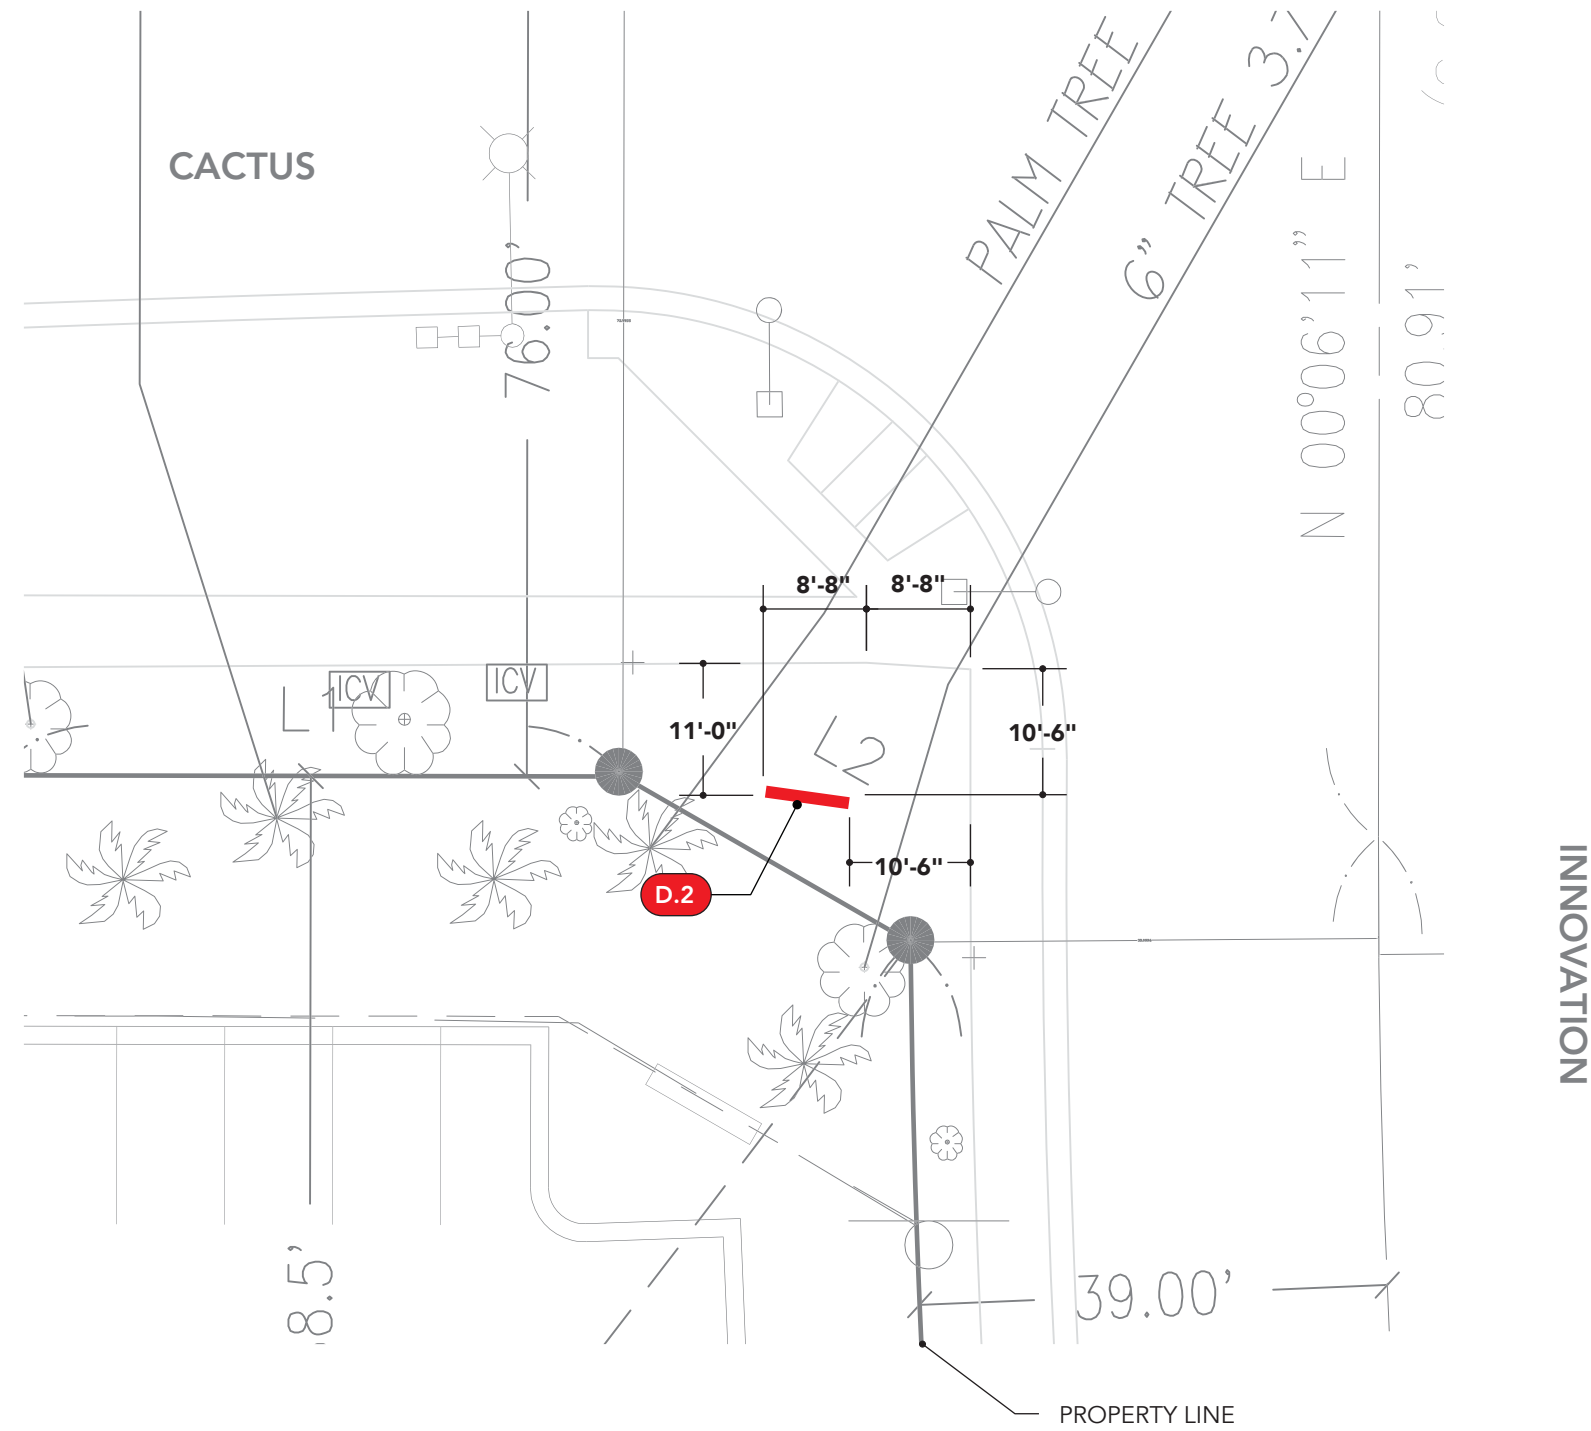 CACTUS
PALM TREE
6" TREE 3.7
N 00°06'11" E
80.91'
76.00'
8'-8"
8'-8"
ICV
ICV
L 1
11'-0"
L2
10'-6"
10'-6"
D.2
INNOVATION
8.5'
39.00'
PROPERTY LINE